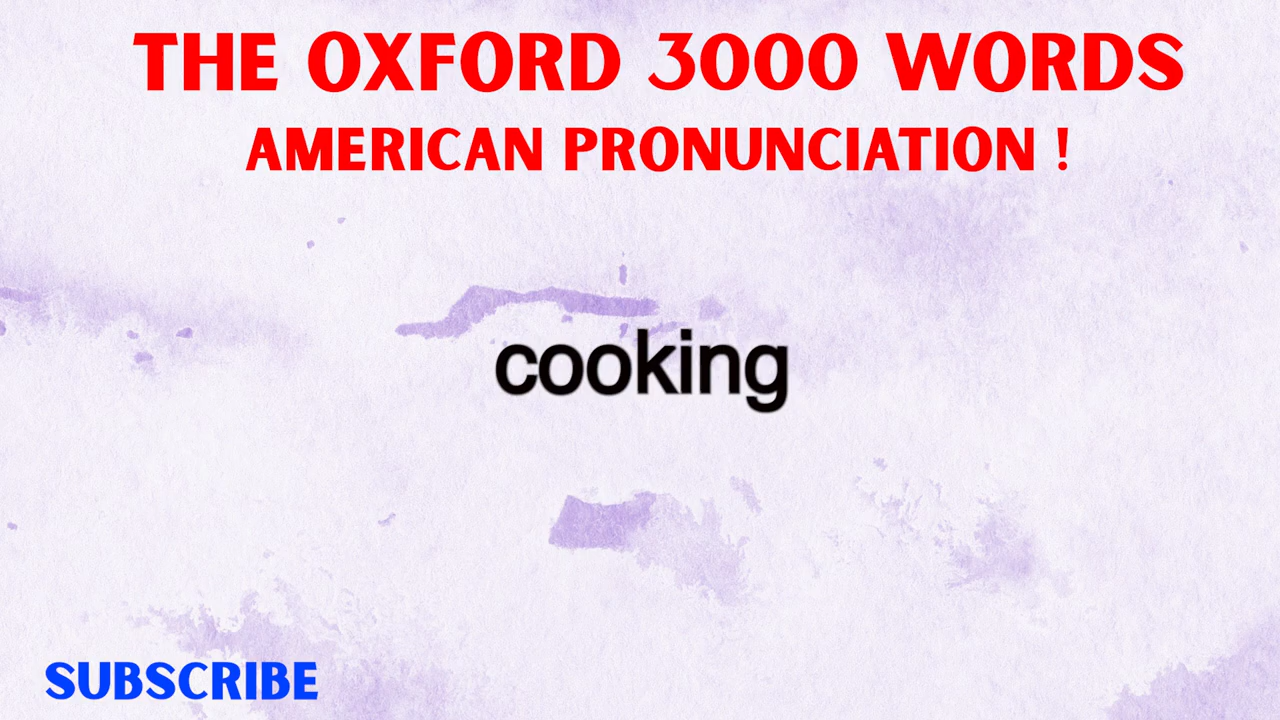 THE OXFORD 3000 WORDS
AMERICAN PRONUNCIATION !
cooking
SUBSCRIBE